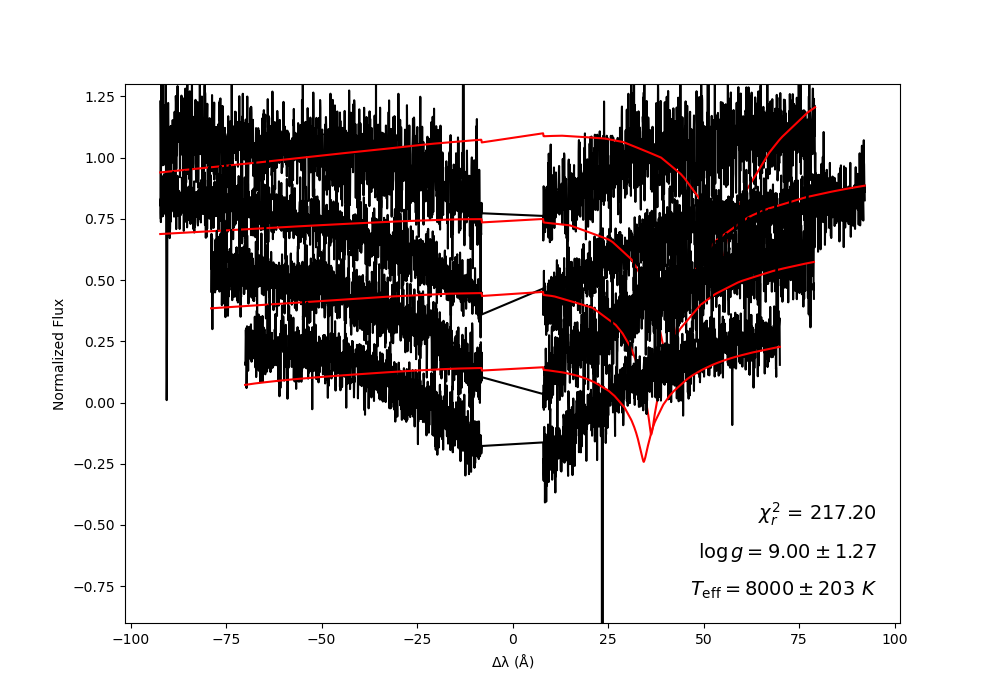 1.25
1.00
0.75
0.50
0.25
0.00
−0.25
−0.50
−0.75
Normalized Flux
χ²ᵣ = 217.20
log g = 9.00 ± 1.27
T_eff = 8000 ± 203 K
−100 −75 −50 −25 0 25 50 75 100
Δλ (Å)